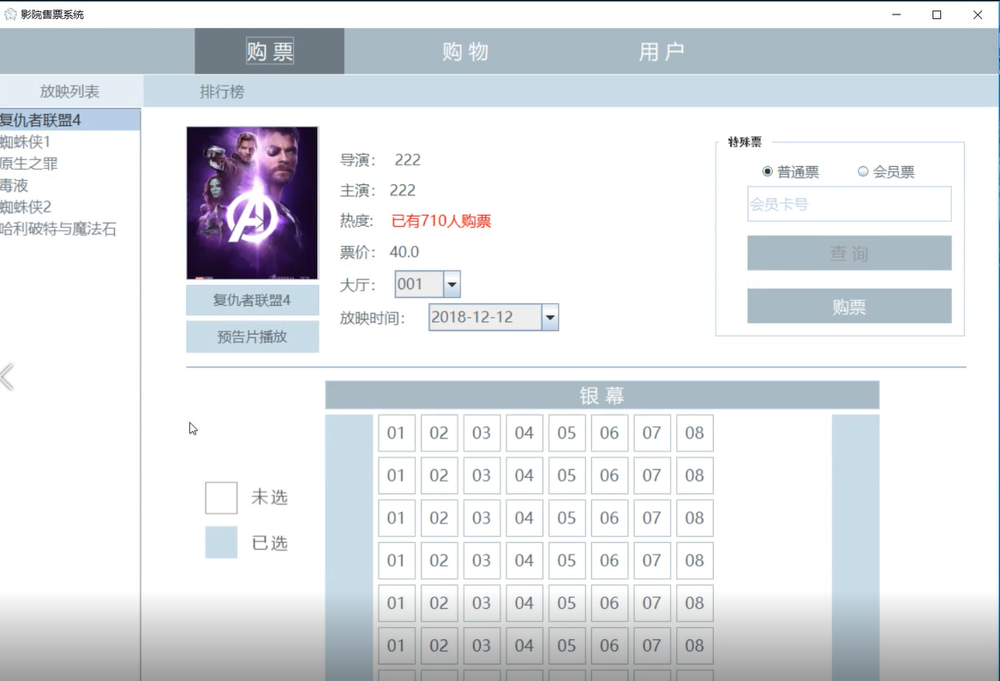 影院售票系统
购 票
购 物
用 户
放映列表
排行榜
复仇者联盟4
蜘蛛侠1
原生之罪
毒液
蜘蛛侠2
哈利破特与魔法石
导演: 222
主演: 222
热度: 已有710人购票
票价: 40.0
大厅: 001
放映时间: 2018-12-12
复仇者联盟4
预告片播放
特殊票
普通票
会员票
会员卡号
查 询
购票
银 幕
01 02 03 04 05 06 07 08
01 02 03 04 05 06 07 08
01 02 03 04 05 06 07 08
01 02 03 04 05 06 07 08
01 02 03 04 05 06 07 08
01 02 03 04 05 06 07 08
未选
已选